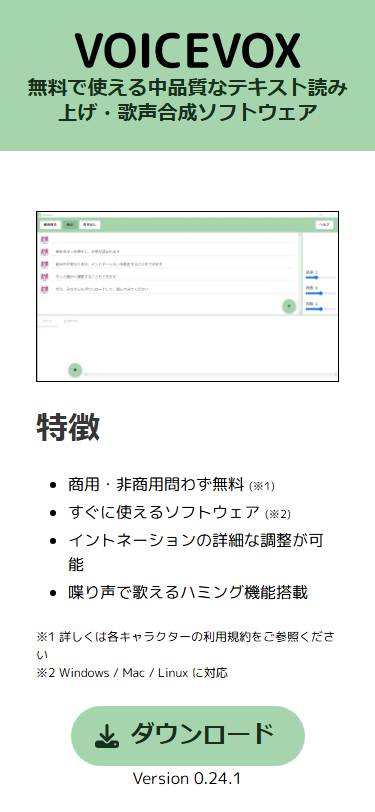 VOICEVOX
無料で使える中品質なテキスト読み
上げ・歌声合成ソフトウェア
ヘルプ
特徴
商用・非商用問わず無料 (※1)
すぐに使えるソフトウェア (※2)
イントネーションの詳細な調整が可
能
喋り声で歌えるハミング機能搭載
※1 詳しくは各キャラクターの利用規約をご参照くださ
い
※2 Windows / Mac / Linux に対応
ダウンロード
Version 0.24.1